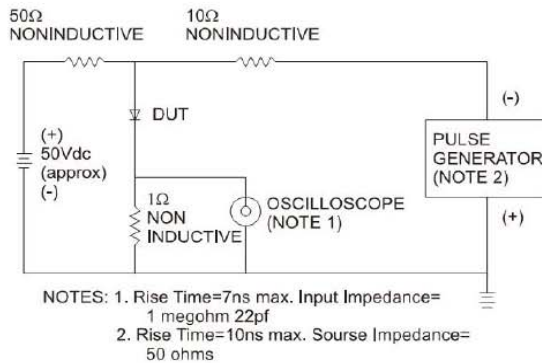 50Ω
NONINDUCTIVE
10Ω
NONINDUCTIVE
DUT
(+)
50Vdc
(approx)
(-)
1Ω
NON
INDUCTIVE
OSCILLOSCOPE
(NOTE 1)
(-)
PULSE
GENERATOR
(NOTE 2)
(+)
NOTES: 1. Rise Time=7ns max. Input Impedance=
1 megohm 22pf
2. Rise Time=10ns max. Sourse Impedance=
50 ohms